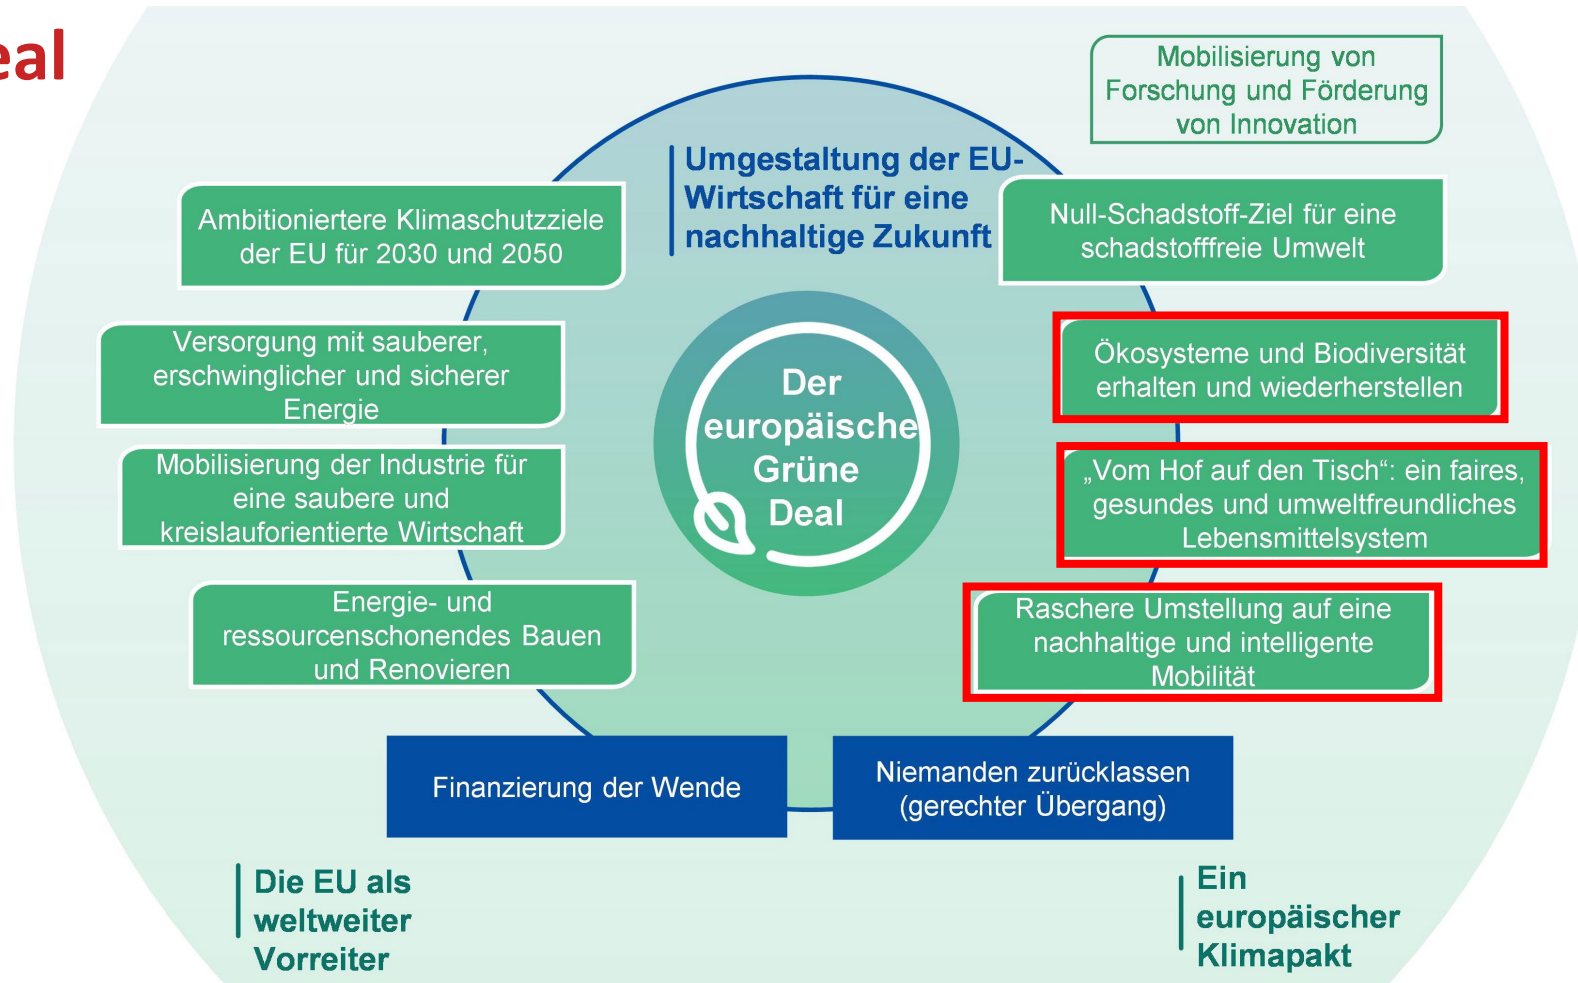 eal
Mobilisierung von
Forschung und Förderung
von Innovation
Umgestaltung der EU-
Wirtschaft für eine
nachhaltige Zukunft
Ambitioniertere Klimaschutzziele
der EU für 2030 und 2050
Null-Schadstoff-Ziel für eine
schadstofffreie Umwelt
Versorgung mit sauberer,
erschwinglicher und sicherer
Energie
Ökosysteme und Biodiversität
erhalten und wiederherstellen
Der
europäische
Grüne
Deal
Mobilisierung der Industrie für
eine saubere und
kreislauforientierte Wirtschaft
„Vom Hof auf den Tisch“: ein faires,
gesundes und umweltfreundliches
Lebensmittelsystem
Energie- und
ressourcenschonendes Bauen
und Renovieren
Raschere Umstellung auf eine
nachhaltige und intelligente
Mobilität
Finanzierung der Wende
Niemanden zurücklassen
(gerechter Übergang)
Die EU als
weltweiter
Vorreiter
Ein
europäischer
Klimapakt